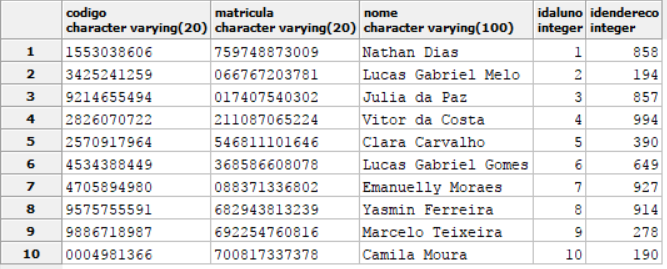 codigo matricula nome idaluno idendereco
character varying(20) character varying(20) character varying(100) integer integer
1 1553038606 759748873009 Nathan Dias 1 858
2 3425241259 066767203781 Lucas Gabriel Melo 2 194
3 9214655494 017407540302 Julia da Paz 3 857
4 2826070722 211087065224 Vitor da Costa 4 994
5 2570917964 546811101646 Clara Carvalho 5 390
6 4534388449 368586608078 Lucas Gabriel Gomes 6 649
7 4705894980 088371336802 Emanuelly Moraes 7 927
8 9575755591 682943813239 Yasmin Ferreira 8 914
9 9886718987 692254760816 Marcelo Teixeira 9 278
10 0004981366 700817337378 Camila Moura 10 190